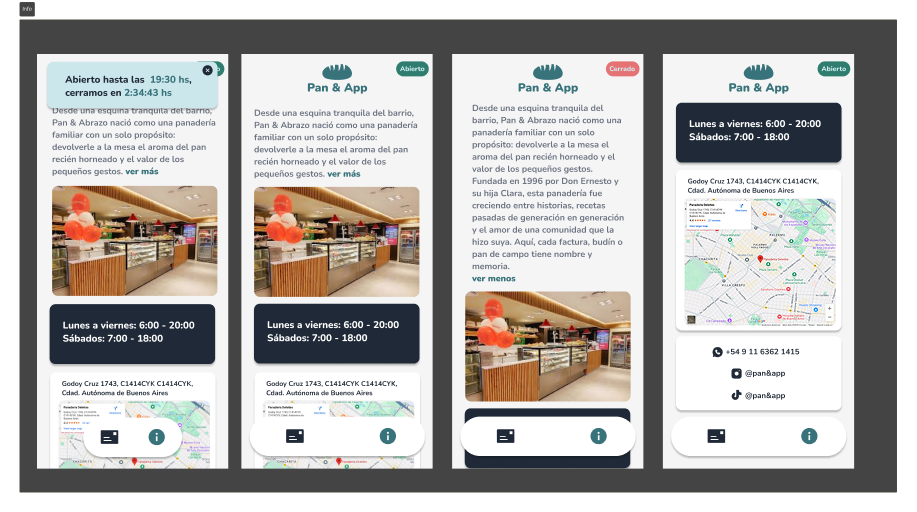 Info
Abierto hasta las 19:30 hs,
cerramos en 2:34:43 hs
Desde una esquina tranquila del barrio,
Pan & Abrazo nació como una panadería
familiar con un solo propósito:
devolverle a la mesa el aroma del pan
recién horneado y el valor de los
pequeños gestos. ver más
Lunes a viernes: 6:00 - 20:00
Sábados: 7:00 - 18:00
Godoy Cruz 1743, C1414CYK C1414CYK,
Cdad. Autónoma de Buenos Aires
Abierto
Pan & App
Desde una esquina tranquila del barrio,
Pan & Abrazo nació como una panadería
familiar con un solo propósito:
devolverle a la mesa el aroma del pan
recién horneado y el valor de los
pequeños gestos. ver más
Lunes a viernes: 6:00 - 20:00
Sábados: 7:00 - 18:00
Godoy Cruz 1743, C1414CYK C1414CYK,
Cdad. Autónoma de Buenos Aires
Cerrado
Pan & App
Desde una esquina tranquila del
barrio, Pan & Abrazo nació como una
panadería familiar con un solo
propósito: devolverle a la mesa el
aroma del pan recién horneado y el
valor de los pequeños gestos.
Fundada en 1996 por Don Ernesto y
su hija Clara, esta panadería fue
creciendo entre historias, recetas
pasadas de generación en generación
y el amor de una comunidad que la
hizo suya. Aquí, cada factura, budín o
pan de campo tiene nombre y
memoria.
ver menos
Abierto
Pan & App
Lunes a viernes: 6:00 - 20:00
Sábados: 7:00 - 18:00
Godoy Cruz 1743, C1414CYK C1414CYK,
Cdad. Autónoma de Buenos Aires
PALERMO
CHACARITA
VILLA CRESPO
+54 9 11 6362 1415
@pan&app
@pan&app